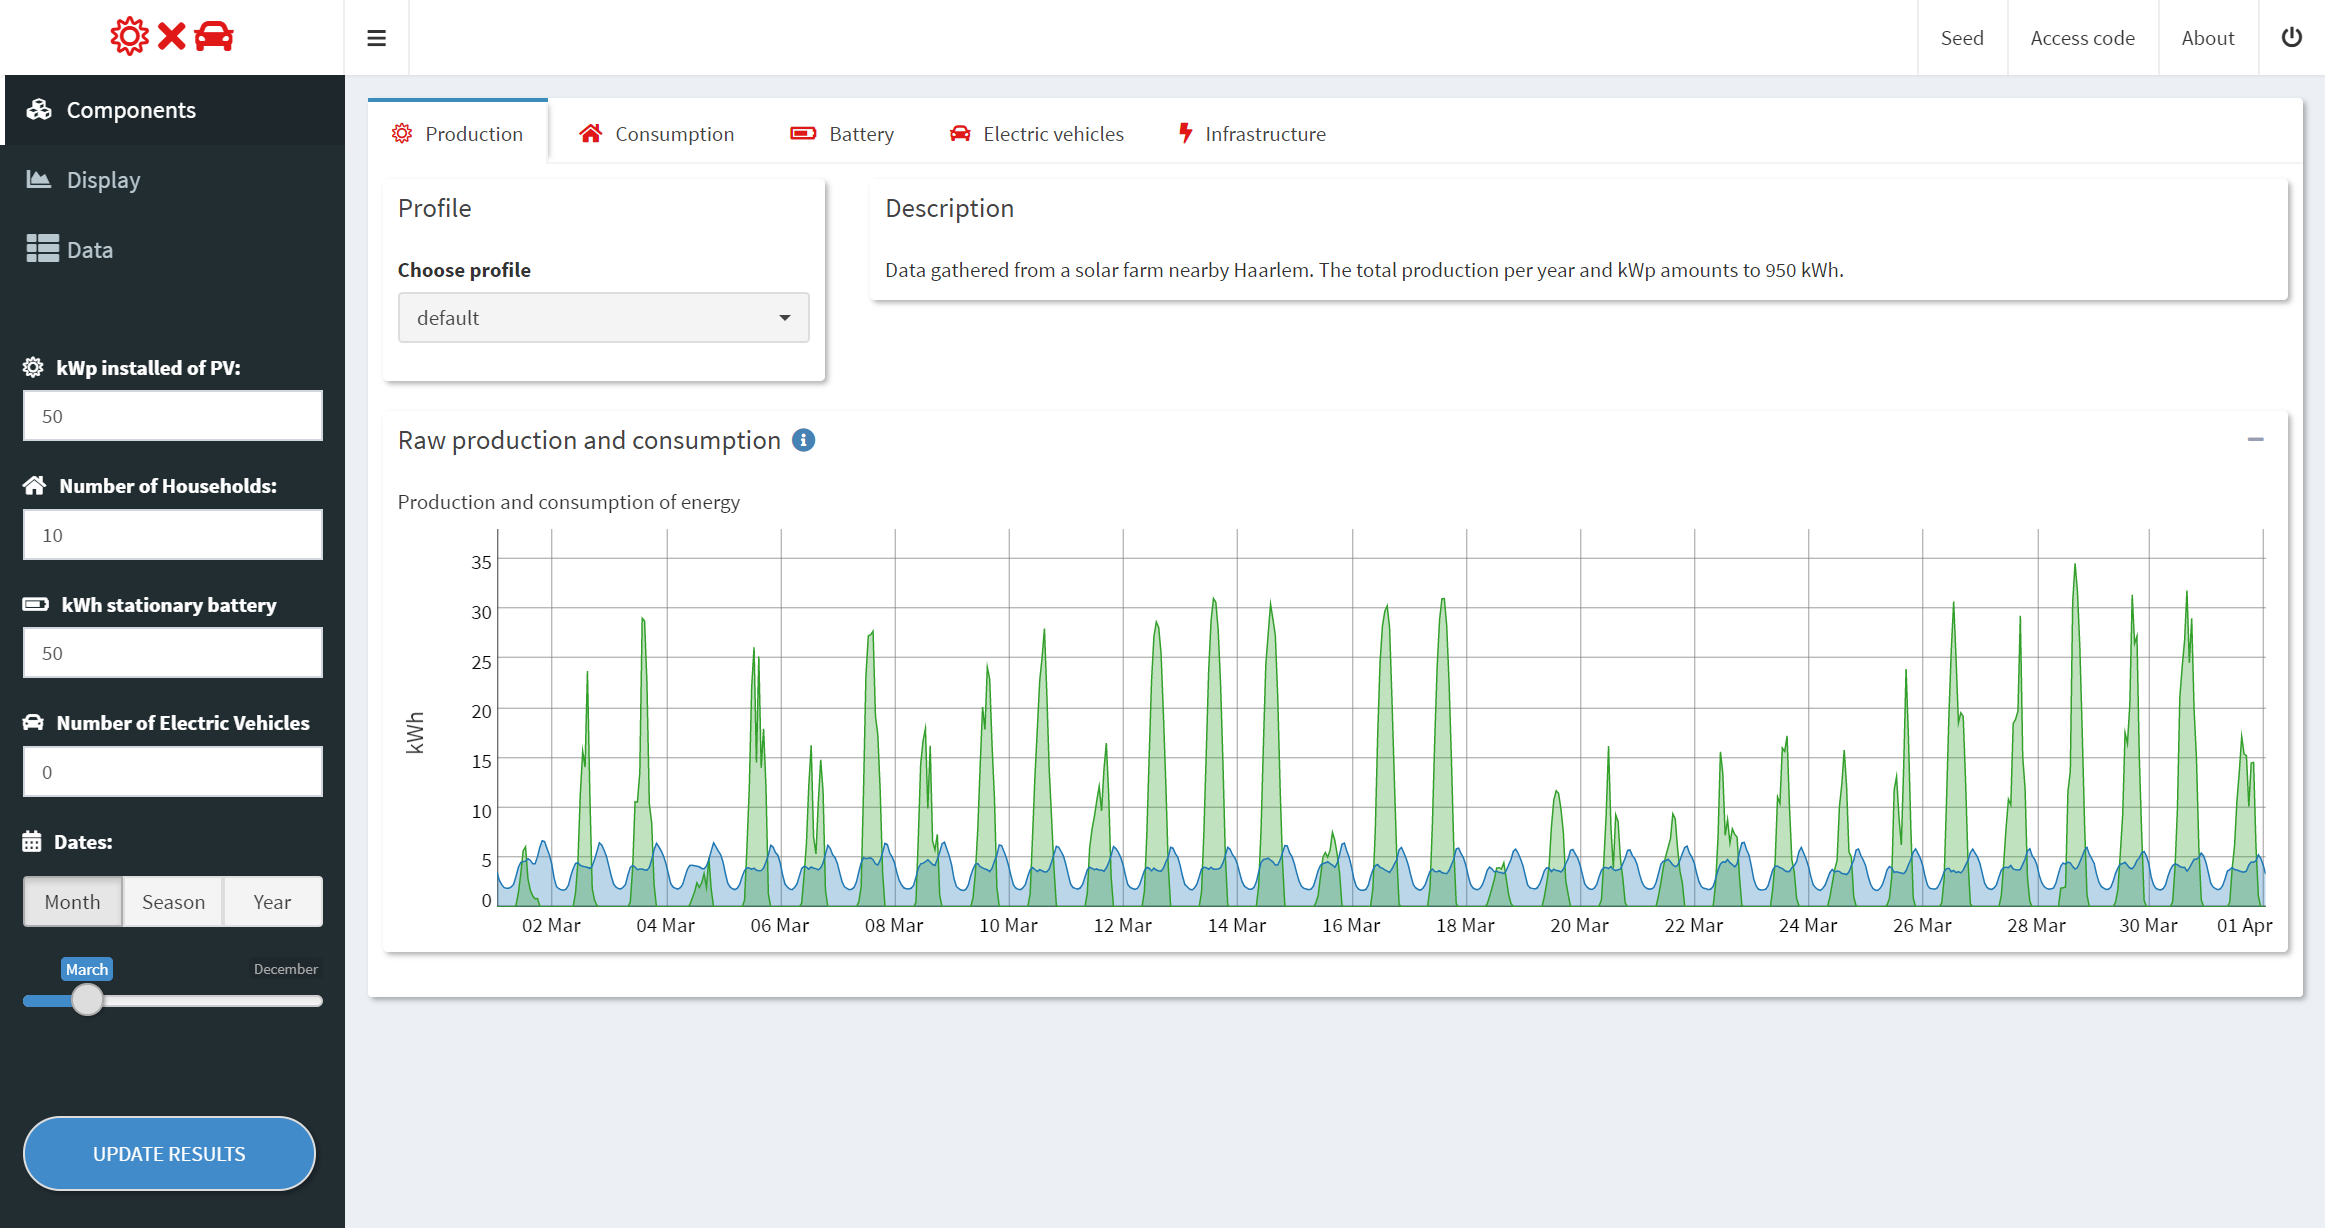 Seed
Access code
About
Components
Display
Data
kWp installed of PV:
50
Number of Households:
10
kWh stationary battery
50
Number of Electric Vehicles
0
Dates:
Month Season Year
March December
UPDATE RESULTS
Production Consumption Battery Electric vehicles Infrastructure
Profile
Choose profile
default
Description
Data gathered from a solar farm nearby Haarlem. The total production per year and kWp amounts to 950 kWh.
Raw production and consumption
Production and consumption of energy
kWh
35
30
25
20
15
10
5
0
02 Mar 04 Mar 06 Mar 08 Mar 10 Mar 12 Mar 14 Mar 16 Mar 18 Mar 20 Mar 22 Mar 24 Mar 26 Mar 28 Mar 30 Mar 01 Apr